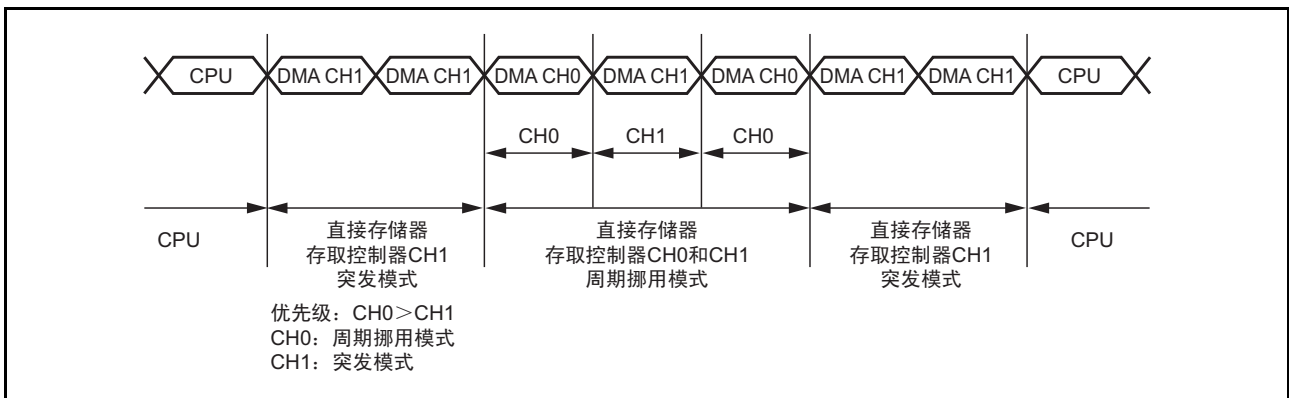 CPU DMA CH1 DMA CH1 DMA CH0 DMA CH1 DMA CH0 DMA CH1 DMA CH1 CPU
CH0 CH1 CH0
CPU
直接存储器
存取控制器CH1
突发模式
直接存储器
存取控制器CH0和CH1
周期挪用模式
直接存储器
存取控制器CH1
突发模式
CPU
优先级：CH0＞CH1
CH0：周期挪用模式
CH1：突发模式